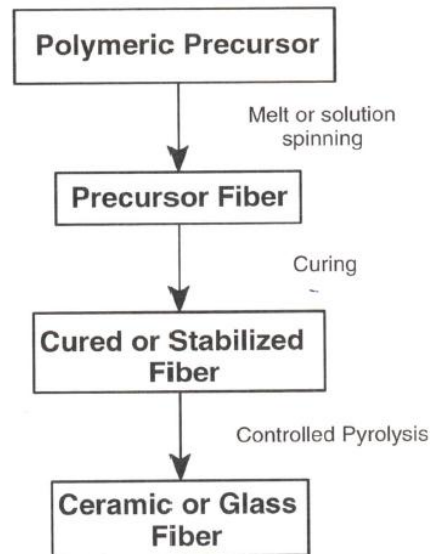 Polymeric Precursor
Melt or solution
spinning
Precursor Fiber
Curing
Cured or Stabilized
Fiber
Controlled Pyrolysis
Ceramic or Glass
Fiber